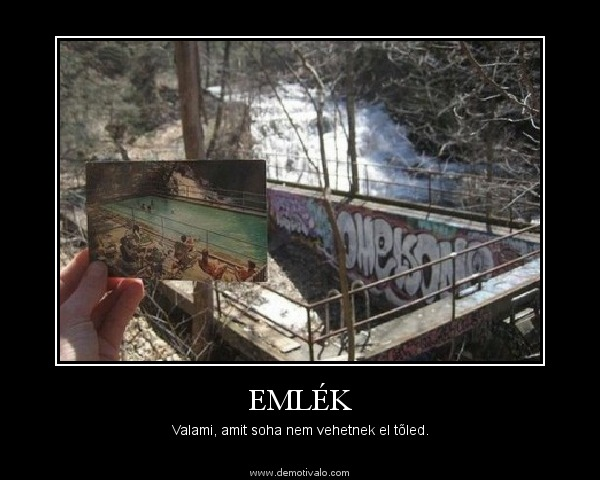 EMLÉK
Valami, amit soha nem vehetnek el tőled.
www.demotivalo.com